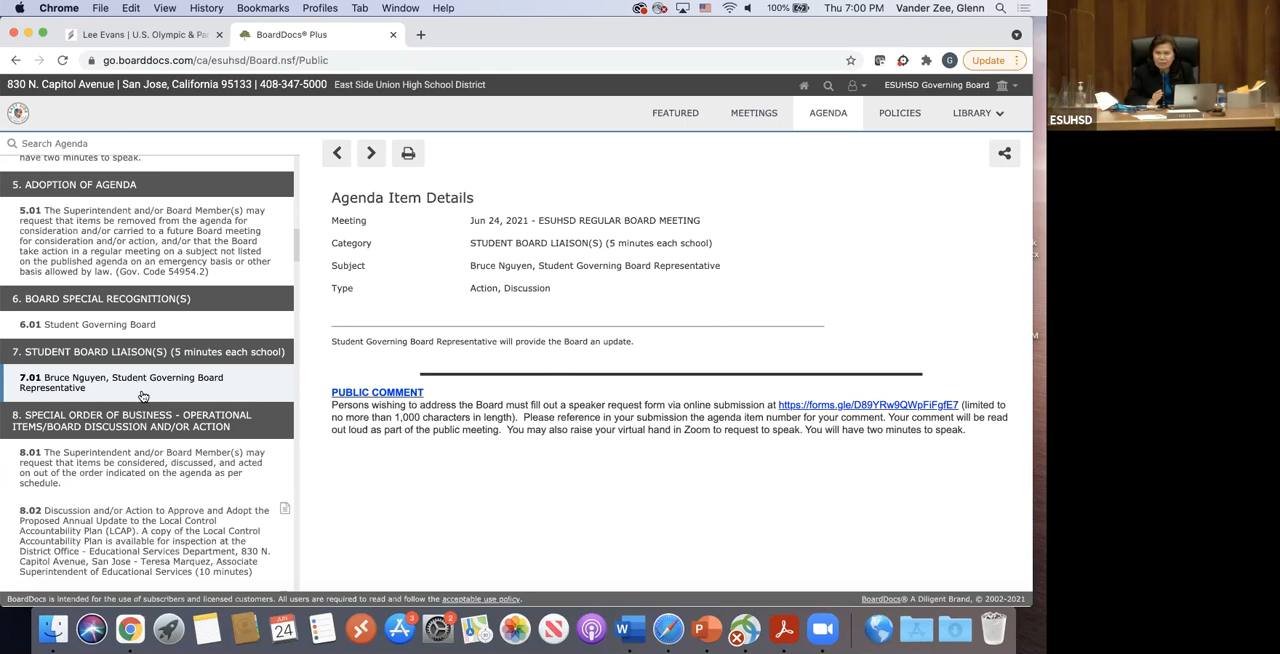 Chrome File Edit View History Bookmarks Profiles Tab Window Help 100% Thu 7:00 PM Vander Zee, Glenn
Lee Evans | U.S. Olympic & Par BoardDocs® Plus
go.boarddocs.com/ca/esuhsd/Board.nsf/Public G Update
830 N. Capitol Avenue | San Jose, California 95133 | 408-347-5000 East Side Union High School District ESUHSD Governing Board
FEATURED MEETINGS AGENDA POLICIES LIBRARY
Search Agenda
have two minutes to speak.
5. ADOPTION OF AGENDA
5.01 The Superintendent and/or Board Member(s) may
request that items be removed from the agenda for
consideration and/or carried to a future Board meeting
for consideration and/or action, and/or that the Board
take action in a regular meeting on a subject not listed
on the published agenda on an emergency basis or other
basis allowed by law. (Gov. Code 54954.2)
6. BOARD SPECIAL RECOGNITION(S)
6.01 Student Governing Board
7. STUDENT BOARD LIAISON(S) (5 minutes each school)
7.01 Bruce Nguyen, Student Governing Board
Representative
8. SPECIAL ORDER OF BUSINESS - OPERATIONAL
ITEMS/BOARD DISCUSSION AND/OR ACTION
8.01 The Superintendent and/or Board Member(s) may
request that items be considered, discussed, and acted
on out of the order indicated on the agenda as per
schedule.
8.02 Discussion and/or Action to Approve and Adopt the
Proposed Annual Update to the Local Control
Accountability Plan (LCAP). A copy of the Local Control
Accountability Plan is available for inspection at the
District Office - Educational Services Department, 830 N.
Capitol Avenue, San Jose - Teresa Marquez, Associate
Superintendent of Educational Services (10 minutes)
Agenda Item Details
Meeting Jun 24, 2021 - ESUHSD REGULAR BOARD MEETING
Category STUDENT BOARD LIAISON(S) (5 minutes each school)
Subject Bruce Nguyen, Student Governing Board Representative
Type Action, Discussion
Student Governing Board Representative will provide the Board an update.
PUBLIC COMMENT
Persons wishing to address the Board must fill out a speaker request form via online submission at https://forms.gle/D89YRw9QWpFiFgfE7 (limited to
no more than 1,000 characters in length). Please reference in your submission the agenda item number for your comment. Your comment will be read
out loud as part of the public meeting. You may also raise your virtual hand in Zoom to request to speak. You will have two minutes to speak.
BoardDocs is intended for the use of subscribers and licensed customers. All users are required to read and follow the acceptable use policy. BoardDocs® A Diligent Brand, © 2002-2021
JUN
24
3
2
W
P
ESUHSD